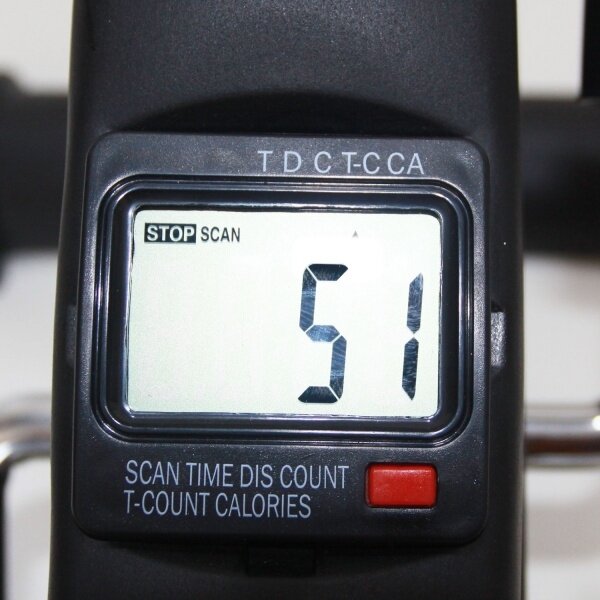 T D C T-C CA
STOP SCAN
51
SCAN TIME DIS COUNT
T-COUNT CALORIES